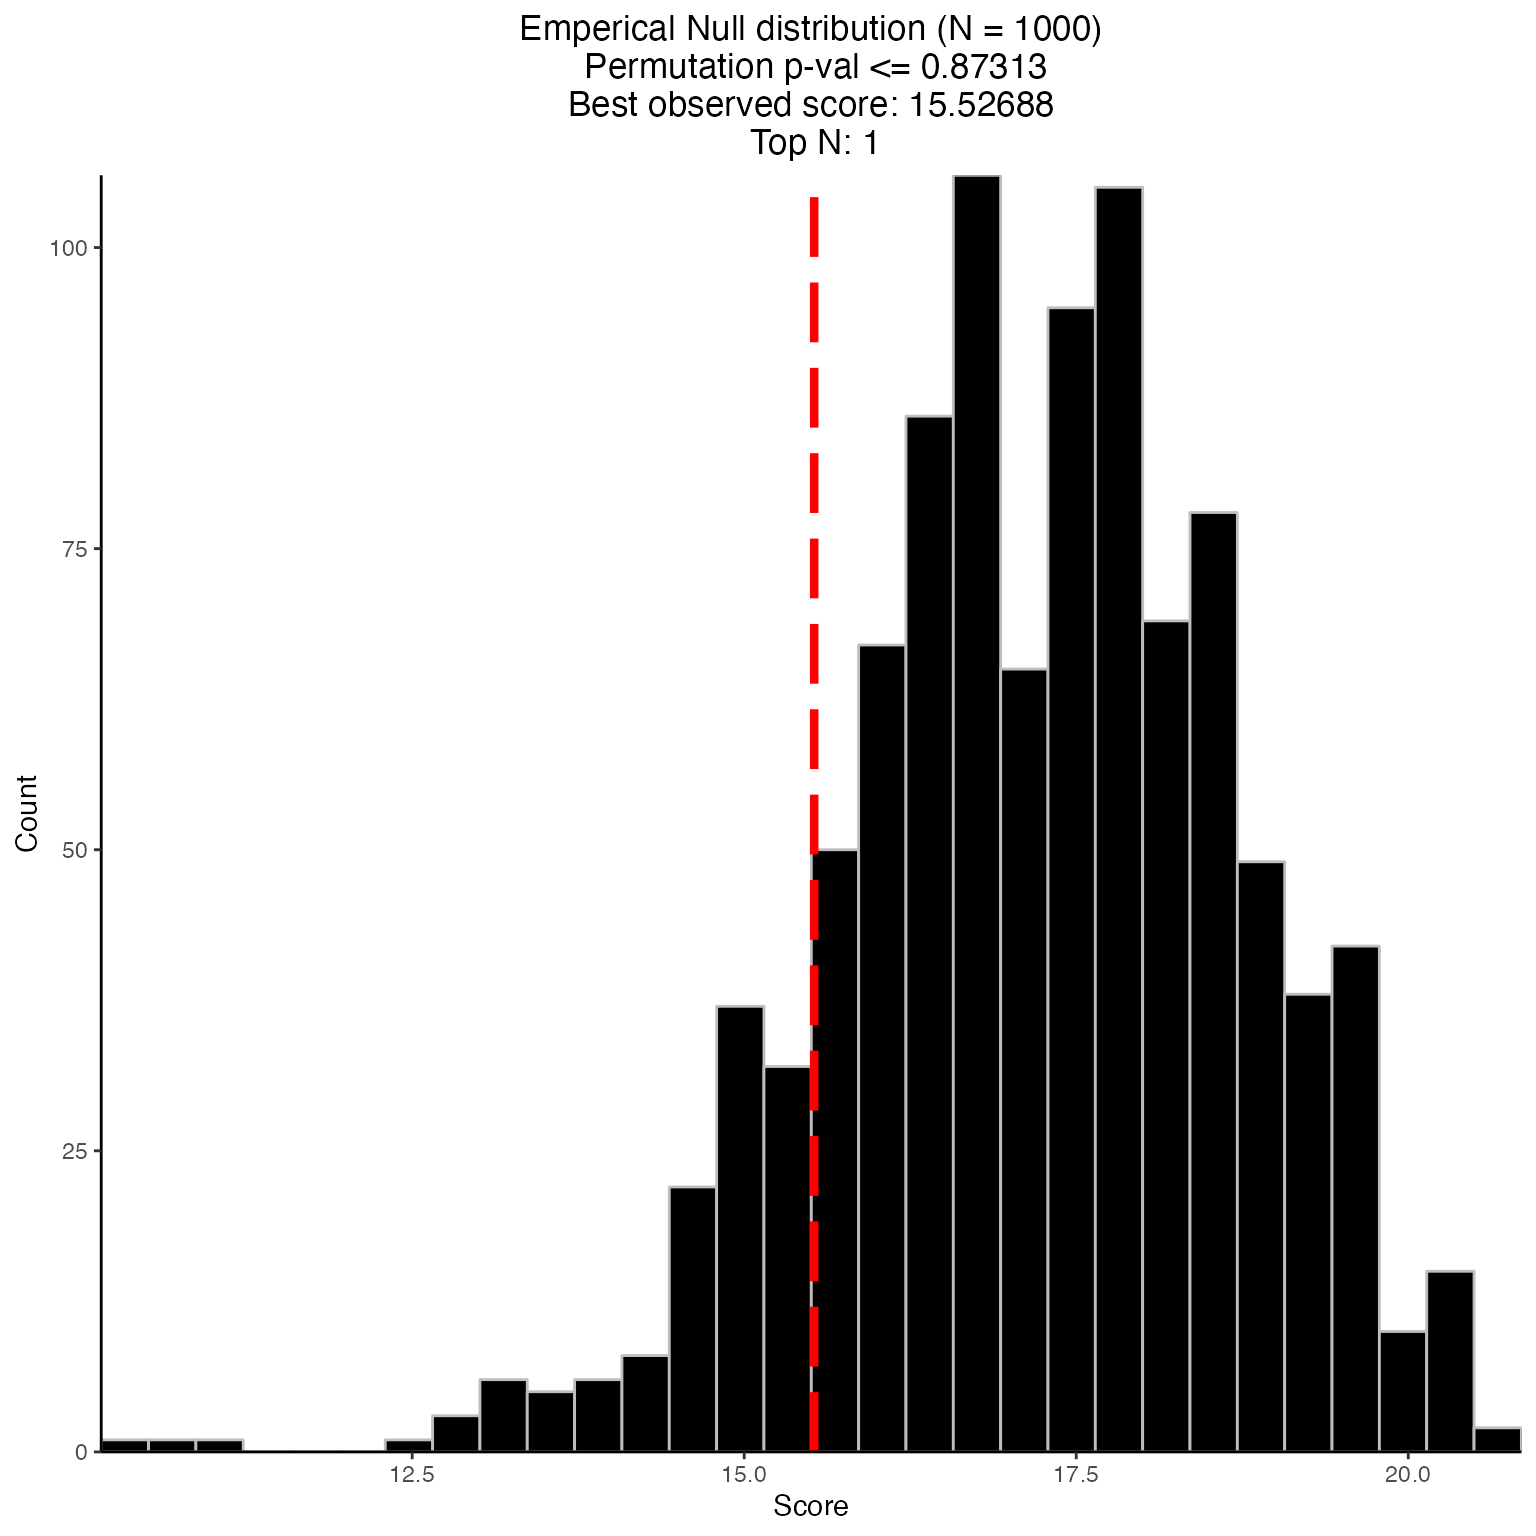 Emperical Null distribution (N = 1000)
Permutation p-val <= 0.87313
Best observed score: 15.52688
Top N: 1
100
75
50
25
0
Count
12.5
15.0
17.5
20.0
Score